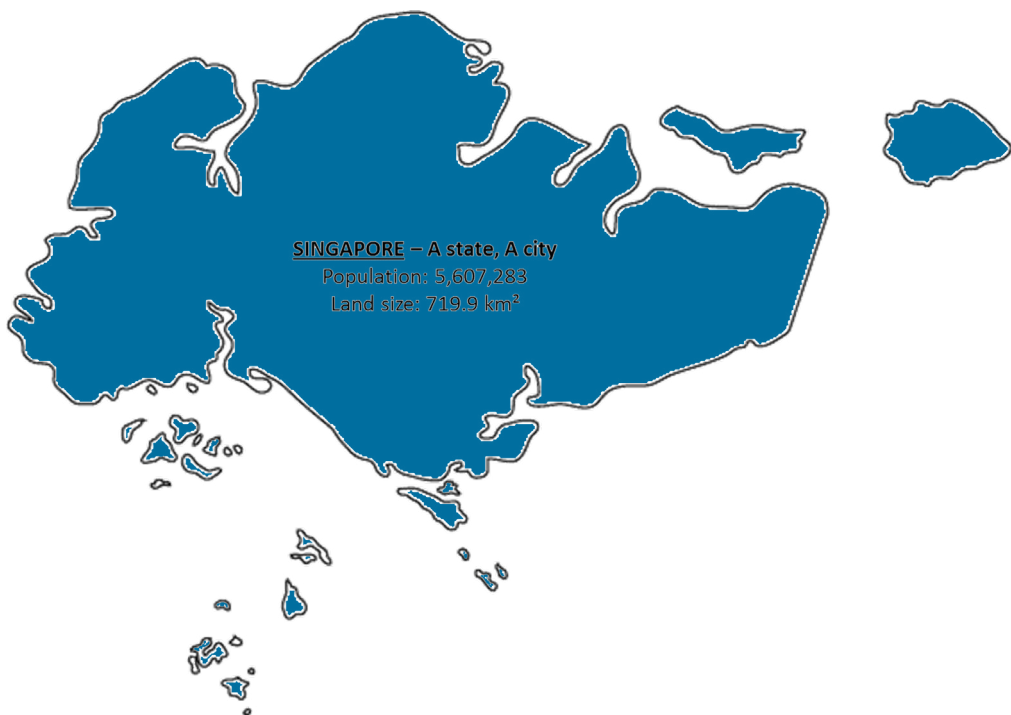 SINGAPORE – A state, A city
Population: 5,607,283
Land size: 719.9 km²